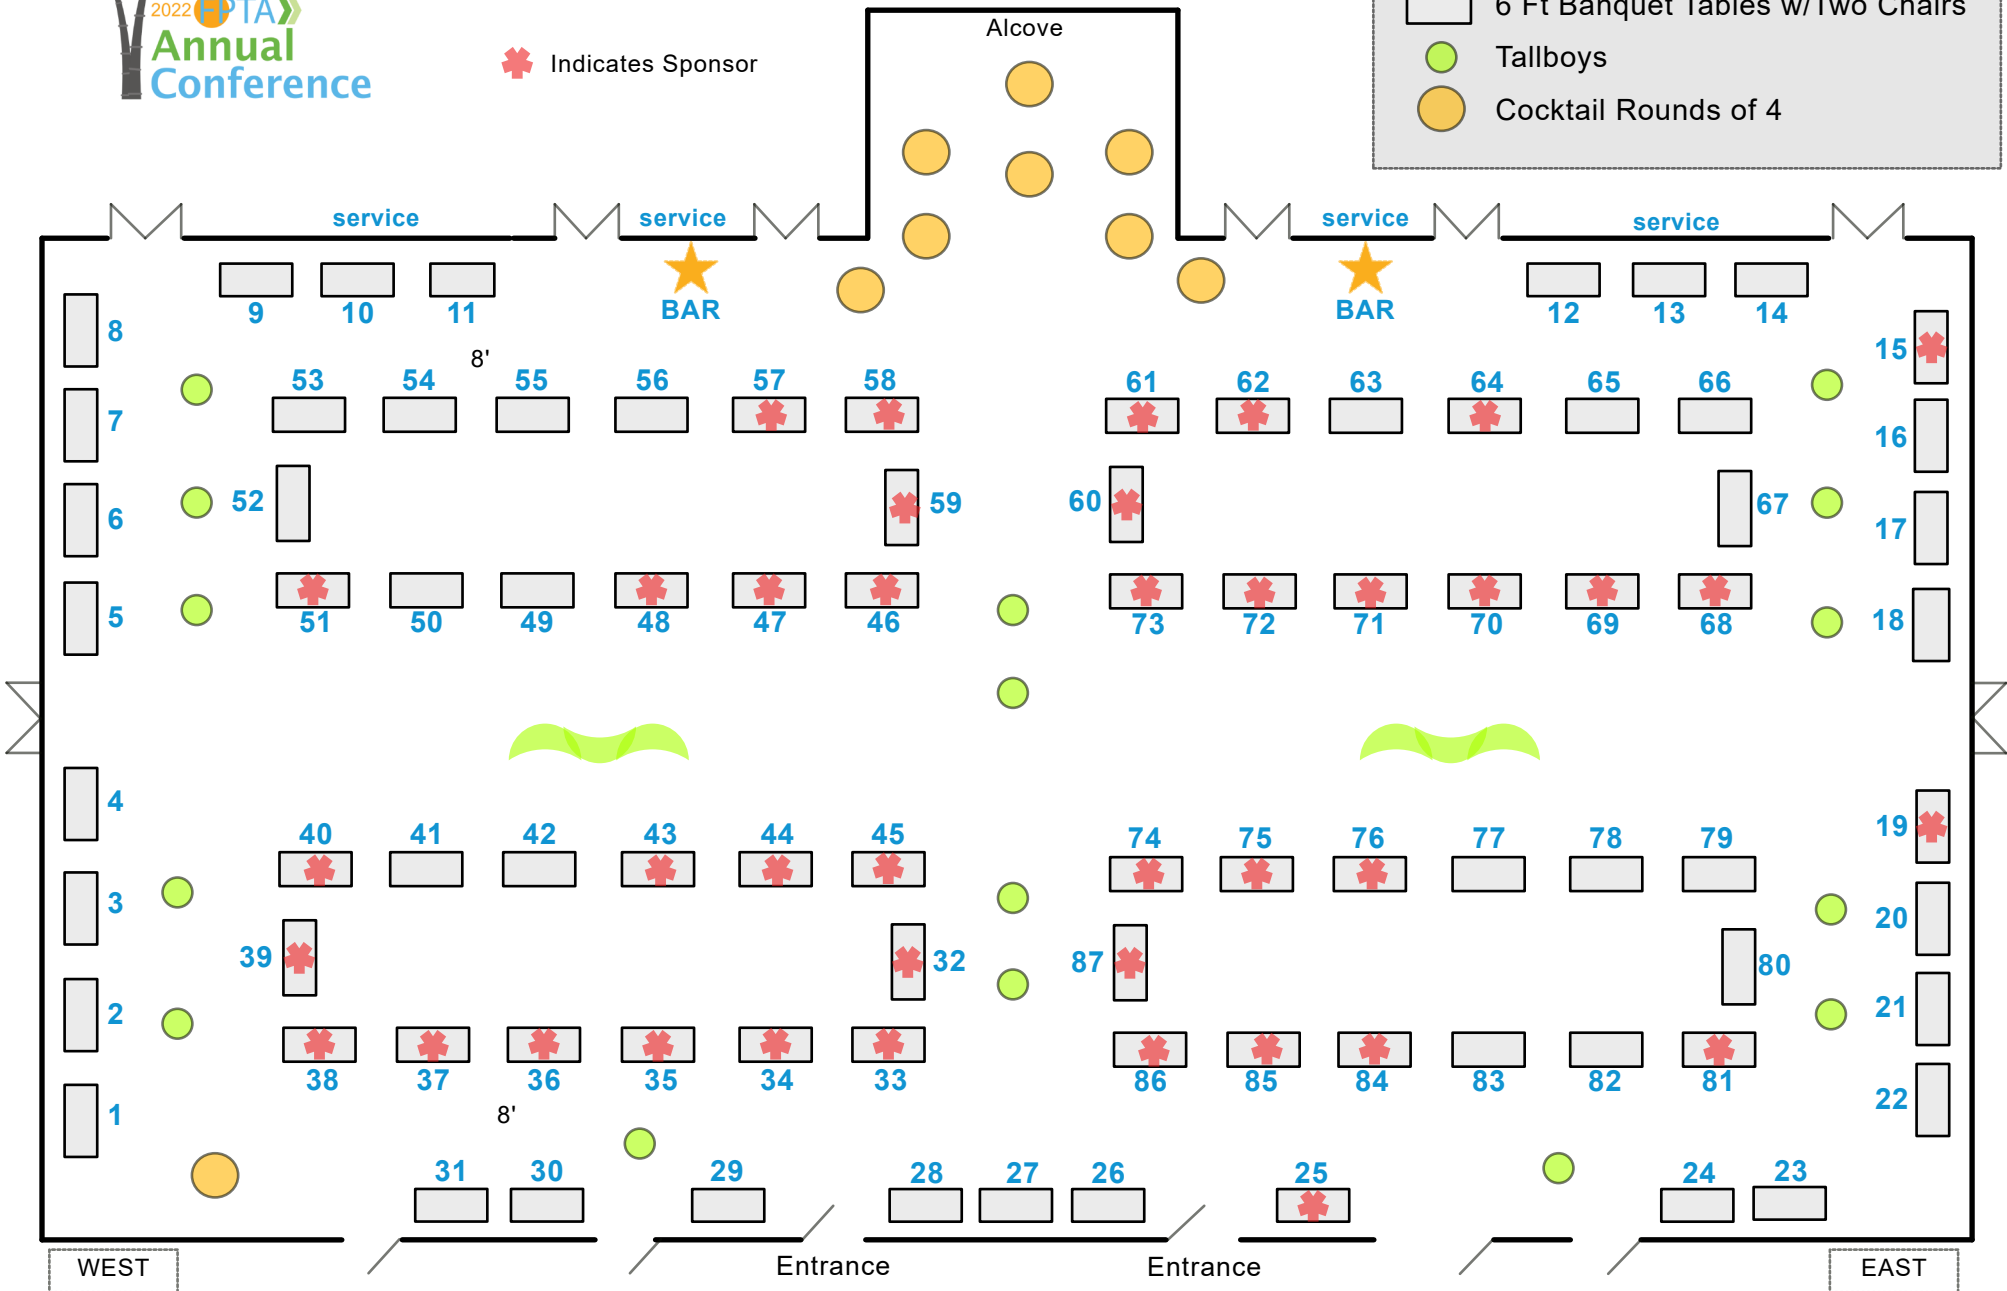 2022 FPTA
Annual
Conference
Indicates Sponsor
Alcove
6 Ft Banquet Tables w/Two Chairs
Tallboys
Cocktail Rounds of 4
service service service service
9 10 11 BAR BAR 12 13 14
8 15
8'
53 54 55 56 57 58 61 62 63 64 65 66
7 16
52 59 60 67
6 17
5 51 50 49 48 47 46 73 72 71 70 69 68 18
4 19
40 41 42 43 44 45 74 75 76 77 78 79
3 20
39 32 87 80
2 21
38 37 36 35 34 33 86 85 84 83 82 81
1 8' 22
31 30 29 28 27 26 25 24 23
WEST Entrance Entrance EAST